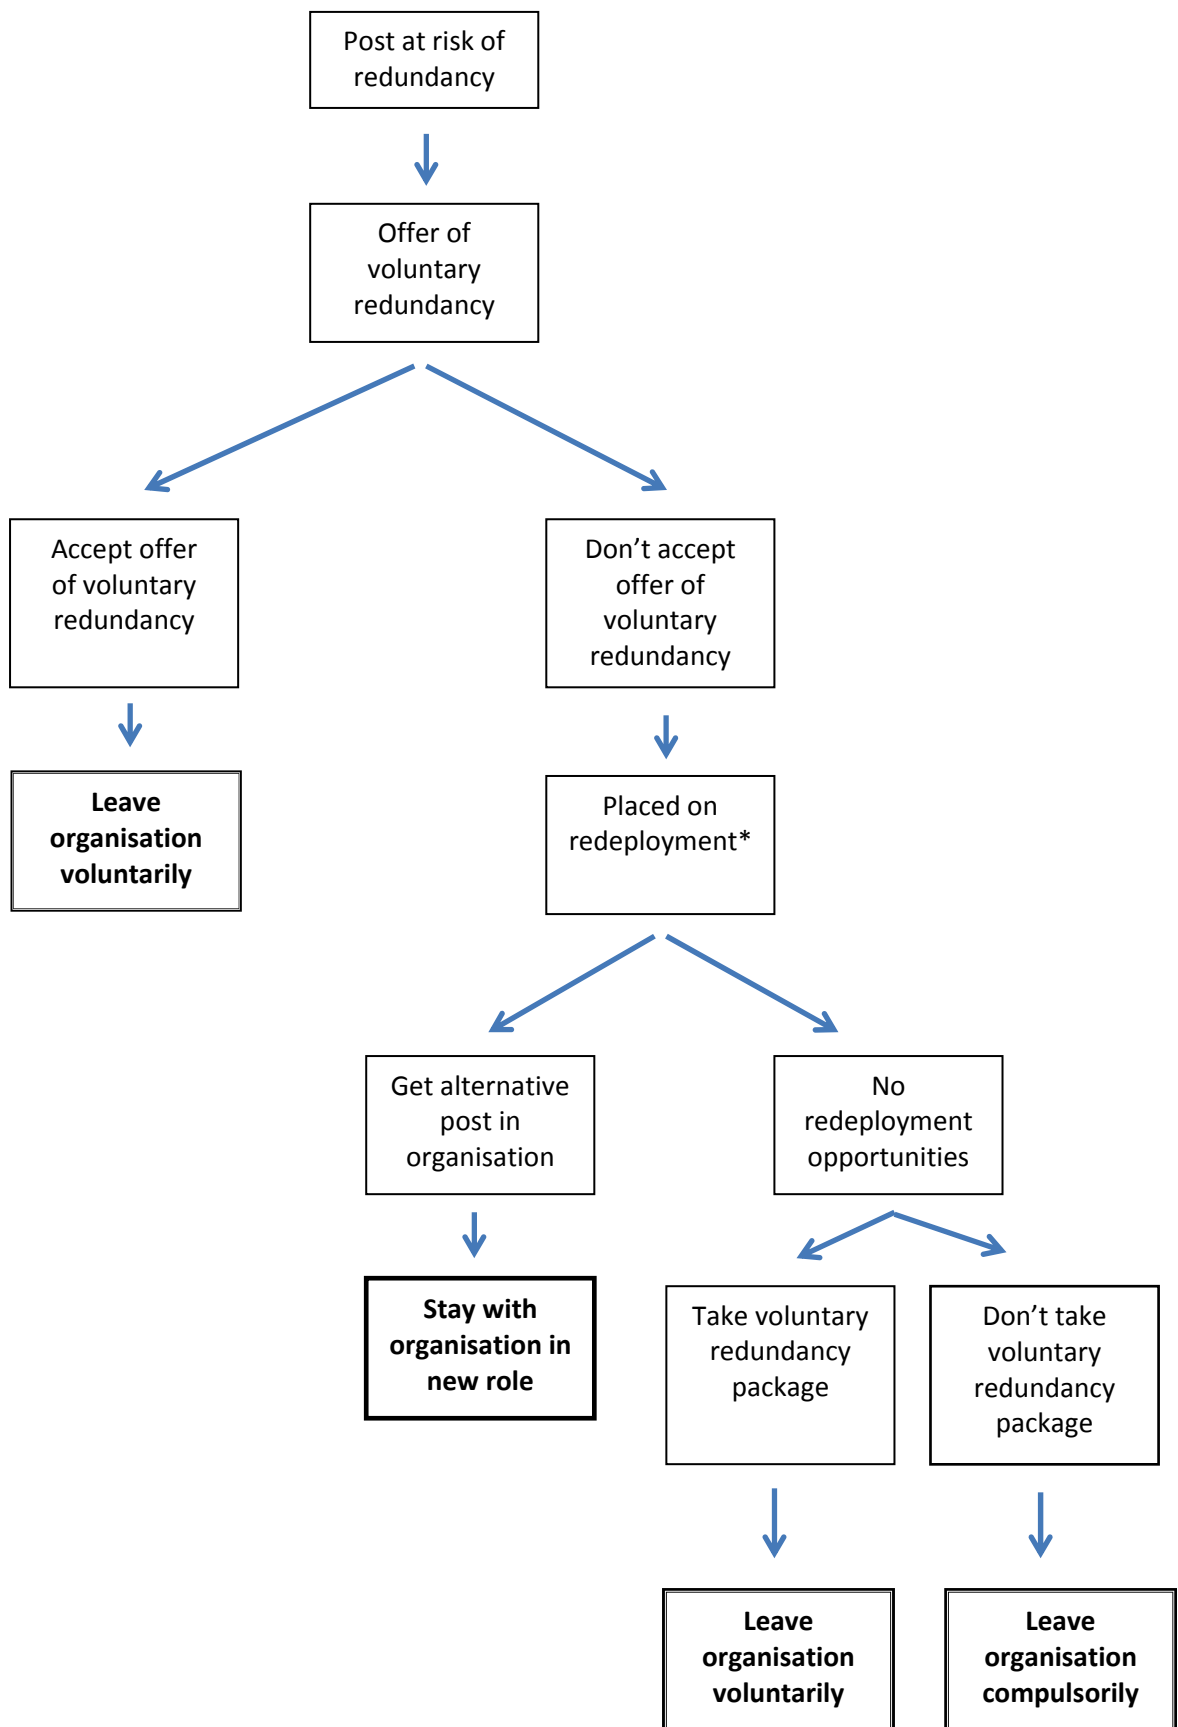 Post at risk of
redundancy
Offer of
voluntary
redundancy
Accept offer
of voluntary
redundancy
Don’t accept
offer of
voluntary
redundancy
Leave
organisation
voluntarily
Placed on
redeployment*
Get alternative
post in
organisation
No
redeployment
opportunities
Stay with
organisation in
new role
Take voluntary
redundancy
package
Don’t take
voluntary
redundancy
package
Leave
organisation
voluntarily
Leave
organisation
compulsorily